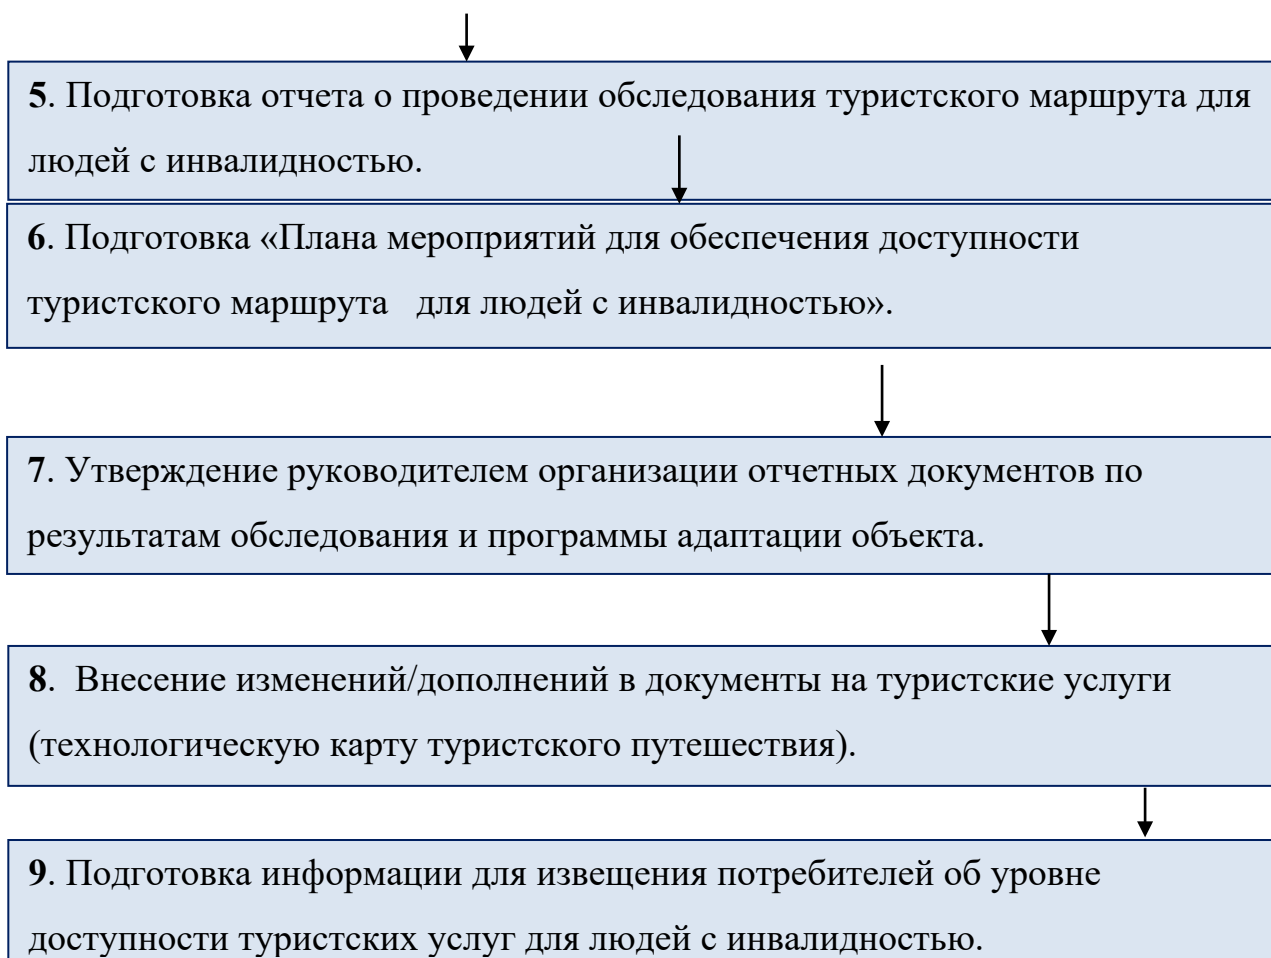 5. Подготовка отчета о проведении обследования туристского маршрута для
людей с инвалидностью.
6. Подготовка «Плана мероприятий для обеспечения доступности
туристского маршрута для людей с инвалидностью».
7. Утверждение руководителем организации отчетных документов по
результатам обследования и программы адаптации объекта.
8. Внесение изменений/дополнений в документы на туристские услуги
(технологическую карту туристского путешествия).
9. Подготовка информации для извещения потребителей об уровне
доступности туристских услуг для людей с инвалидностью.